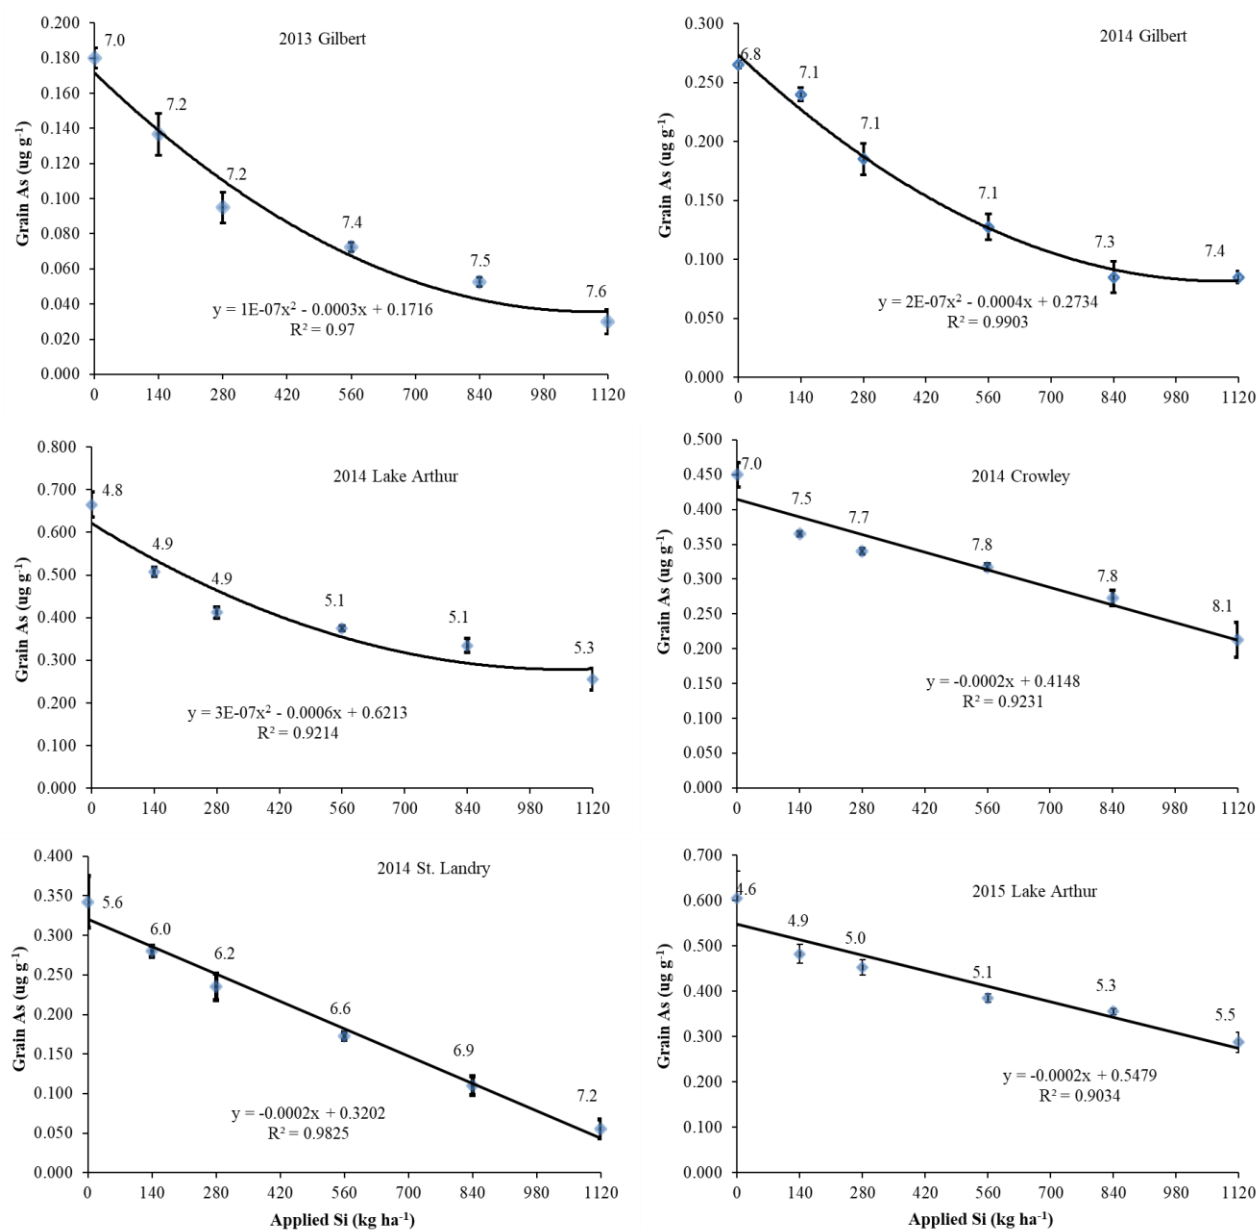 2013 Gilbert
Grain As (ug g⁻¹)
0.200
0.180
0.160
0.140
0.120
0.100
0.080
0.060
0.040
0.020
0.000
7.0
7.2
7.2
7.4
7.5
7.6
y = 1E-07x² - 0.0003x + 0.1716
R² = 0.97
0 140 280 420 560 700 840 980 1120
2014 Gilbert
Grain As (ug g⁻¹)
0.300
0.250
0.200
0.150
0.100
0.050
0.000
6.8
7.1
7.1
7.1
7.3
7.4
y = 2E-07x² - 0.0004x + 0.2734
R² = 0.9903
0 140 280 420 560 700 840 980 1120
2014 Lake Arthur
Grain As (ug g⁻¹)
0.800
0.700
0.600
0.500
0.400
0.300
0.200
0.100
0.000
4.8
4.9
4.9
5.1
5.1
5.3
y = 3E-07x² - 0.0006x + 0.6213
R² = 0.9214
0 140 280 420 560 700 840 980 1120
2014 Crowley
Grain As (ug g⁻¹)
0.500
0.450
0.400
0.350
0.300
0.250
0.200
0.150
0.100
0.050
0.000
7.0
7.5
7.7
7.8
7.8
8.1
y = -0.0002x + 0.4148
R² = 0.9231
0 140 280 420 560 700 840 980 1120
2014 St. Landry
Grain As (ug g⁻¹)
0.400
0.350
0.300
0.250
0.200
0.150
0.100
0.050
0.000
5.6
6.0
6.2
6.6
6.9
7.2
y = -0.0002x + 0.3202
R² = 0.9825
0 140 280 420 560 700 840 980 1120
Applied Si (kg ha⁻¹)
2015 Lake Arthur
Grain As (ug g⁻¹)
0.700
0.600
0.500
0.400
0.300
0.200
0.100
0.000
4.6
4.9
5.0
5.1
5.3
5.5
y = -0.0002x + 0.5479
R² = 0.9034
0 140 280 420 560 700 840 980 1120
Applied Si (kg ha⁻¹)